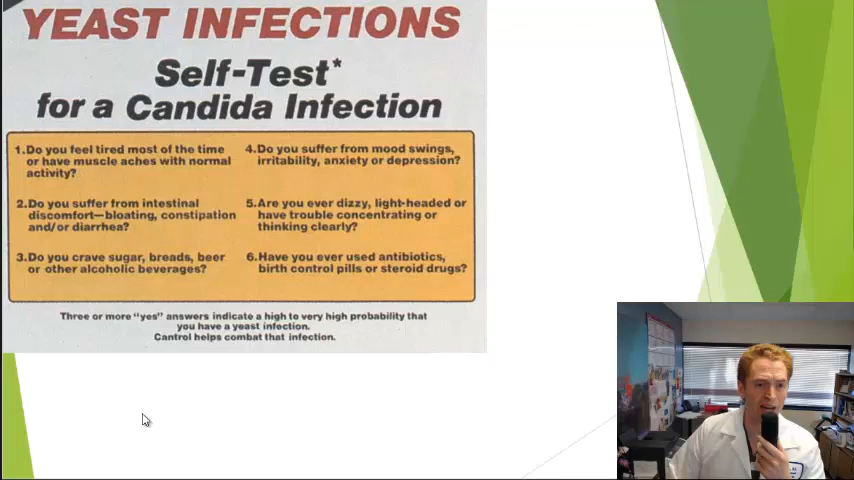 YEAST INFECTIONS
Self-Test*
for a Candida Infection
1.Do you feel tired most of the time
or have muscle aches with normal
activity?
2.Do you suffer from intestinal
discomfort—bloating, constipation
and/or diarrhea?
3.Do you crave sugar, breads, beer
or other alcoholic beverages?
4.Do you suffer from mood swings,
irritability, anxiety or depression?
5.Are you ever dizzy, light-headed or
have trouble concentrating or
thinking clearly?
6.Have you ever used antibiotics,
birth control pills or steroid drugs?
Three or more "yes" answers indicate a high to very high probability that
you have a yeast infection.
Cantrol helps combat that infection.